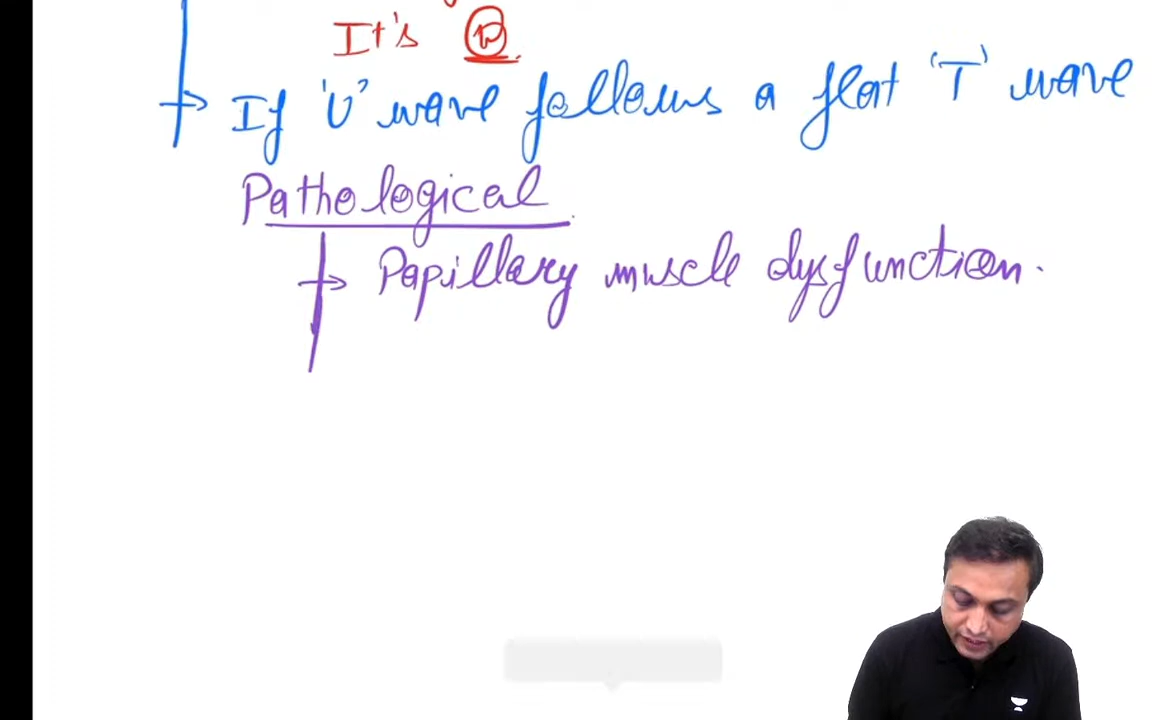 It's N
If 'U' wave follows a flat 'T' wave
Pathological
Papillary muscle dysfunction.